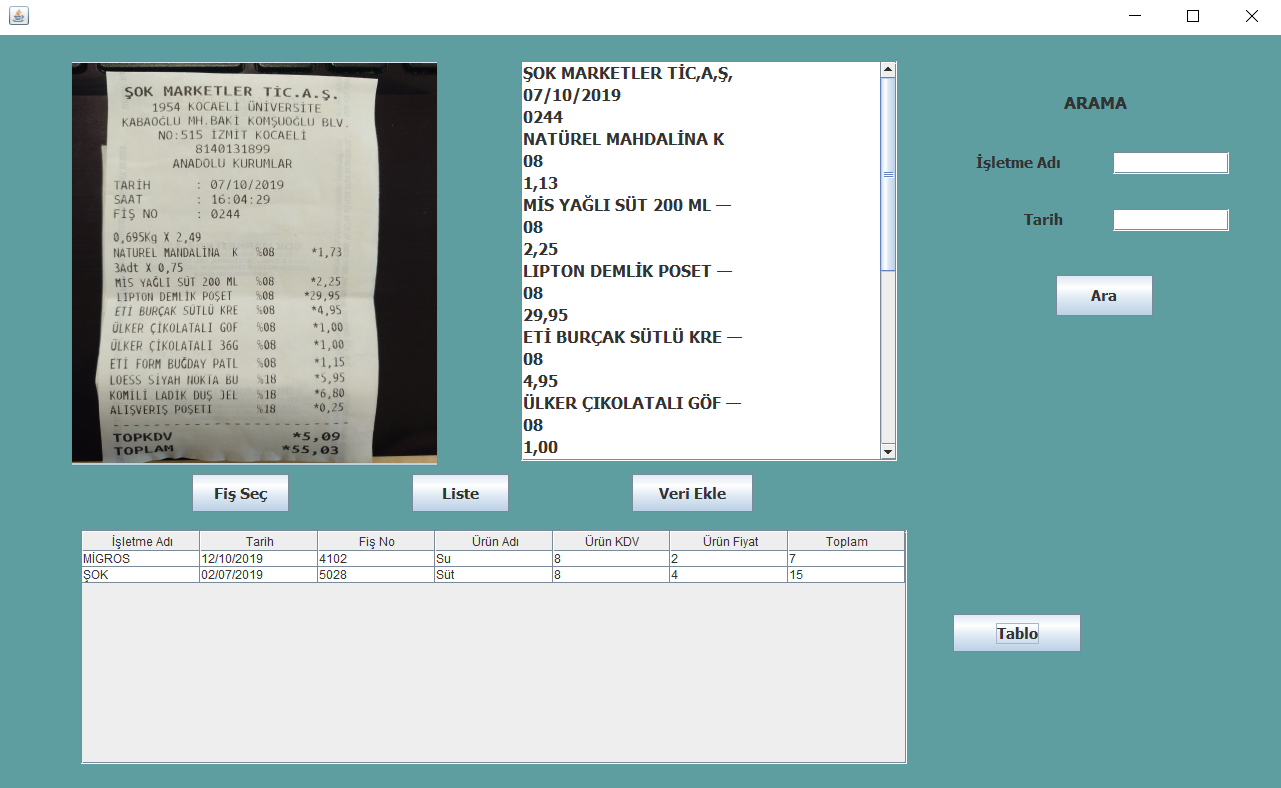 ŞOK MARKETLER TİC.A.Ş.
1954 KOCAELİ ÜNİVERSİTE
KABAOĞLU MH.BAKİ KOMŞUOĞLU BLV.
NO:515 İZMİT KOCAELİ
8140131899
ANADOLU KURUMLAR
TARİH : 07/10/2019
SAAT : 16:04:29
FİŞ NO : 0244
0,695Kg X 2,49
NATUREL MANDALİNA K %08 *1,73
3Adt X 0,75
MİS YAĞLI SÜT 200 ML %08 *2,25
LIPTON DEMLİK POŞET %08 *29,95
ETİ BURÇAK SÜTLÜ KRE %08 *4,95
ÜLKER ÇİKOLATALI GOF %08 *1,00
ÜLKER ÇİKOLATALI 36G %08 *1,00
ETİ FORM BUĞDAY PATL %08 *1,15
LOESS SİYAH NOKTA BU %18 *5,95
KOMİLİ LADIK DUŞ JEL %18 *6,80
ALIŞVERİŞ POŞETI %18 *0,25
TOPKDV *5,09
TOPLAM *55,03
ŞOK MARKETLER TİC,A,Ş,
07/10/2019
0244
NATÜREL MAHDALİNA K
08
1,13
MİS YAĞLI SÜT 200 ML —
08
2,25
LIPTON DEMLİK POSET —
08
29,95
ETİ BURÇAK SÜTLÜ KRE —
08
4,95
ÜLKER ÇIKOLATALI GÖF —
08
1,00
ARAMA
İşletme Adı
Tarih
Ara
Fiş Seç Liste Veri Ekle
İşletme Adı Tarih Fiş No Ürün Adı Ürün KDV Ürün Fiyat Toplam
MİGROS 12/10/2019 4102 Su 8 2 7
ŞOK 02/07/2019 5028 Süt 8 4 15
Tablo